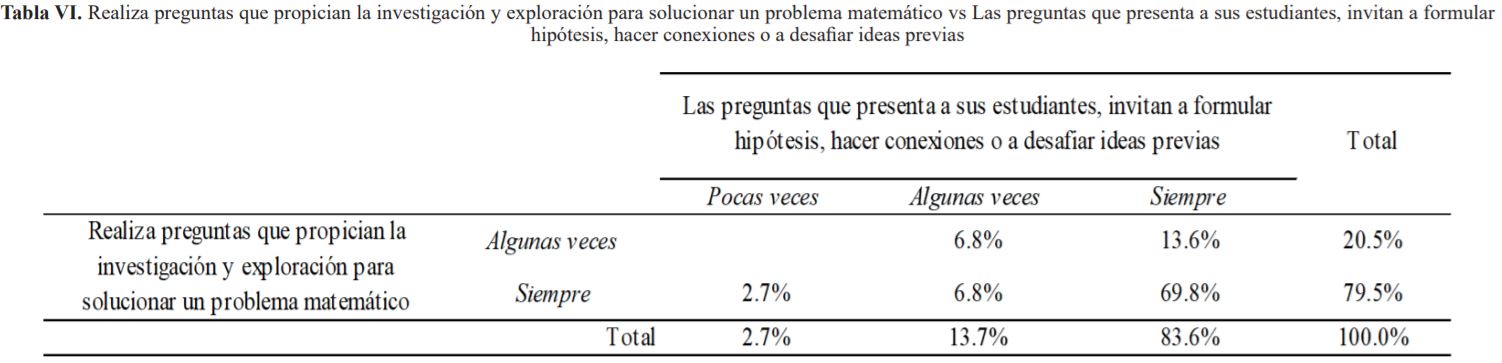 Tabla VI. Realiza preguntas que propician la investigación y exploración para solucionar un problema matemático vs Las preguntas que presenta a sus estudiantes, invitan a formular
hipótesis, hacer conexiones o a desafiar ideas previas
Las preguntas que presenta a sus estudiantes, invitan a formular
hipótesis, hacer conexiones o a desafiar ideas previas
Total
Pocas veces Algunas veces Siempre
Realiza preguntas que propician la
investigación y exploración para
solucionar un problema matemático
Algunas veces 6.8% 13.6% 20.5%
Siempre 2.7% 6.8% 69.8% 79.5%
Total 2.7% 13.7% 83.6% 100.0%